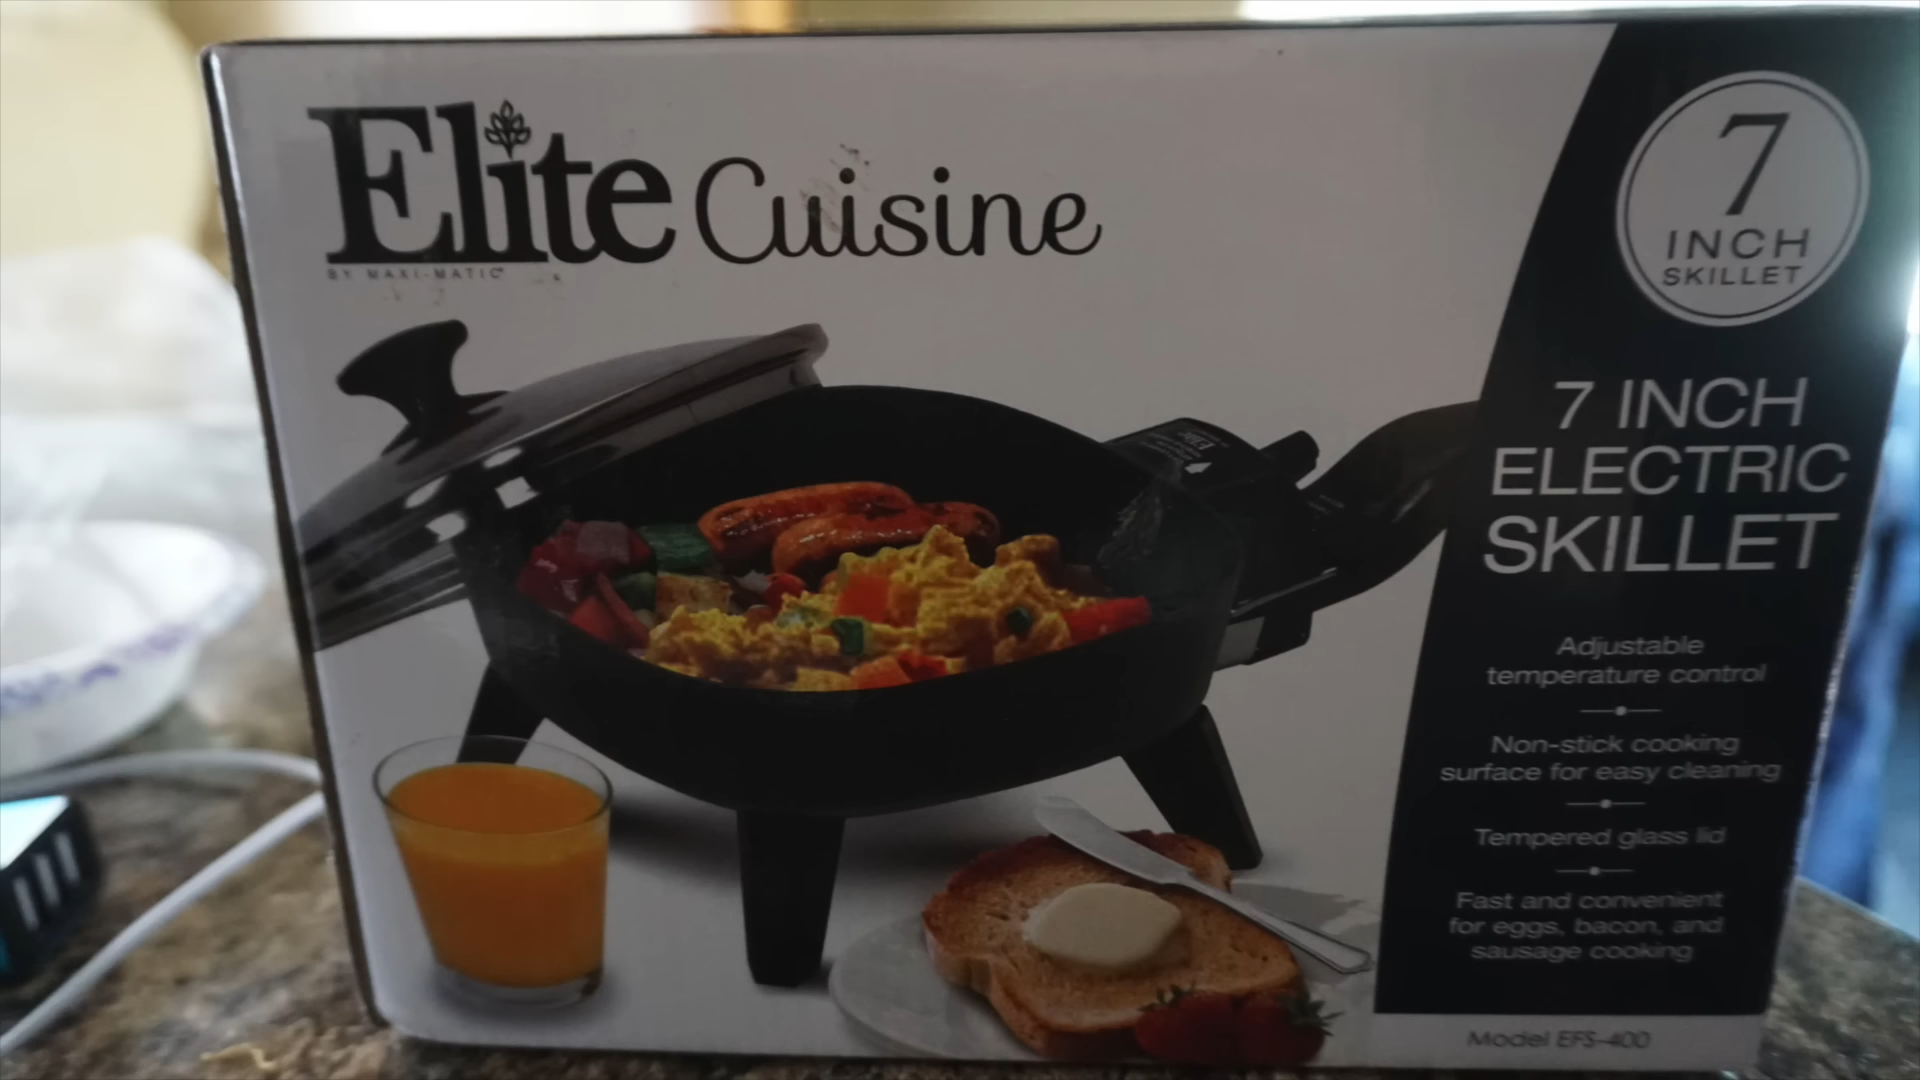 Elite Cuisine
BY MAXI-MATIC
7
INCH
SKILLET
7 INCH
ELECTRIC
SKILLET
Adjustable
temperature control
Non-stick cooking
surface for easy cleaning
Tempered glass lid
Fast and convenient
for eggs, bacon, and
sausage cooking
Model EFS-400